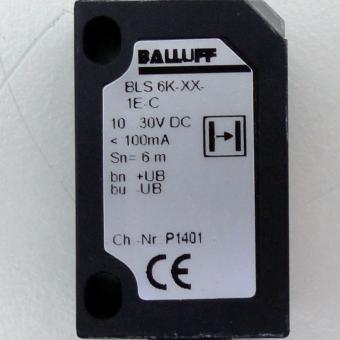 BALLUFF
BLS 6K-XX-
1E-C
10 30V DC
< 100mA
Sn= 6 m
bn +UB
bu -UB
Ch.-Nr. P1401
CE